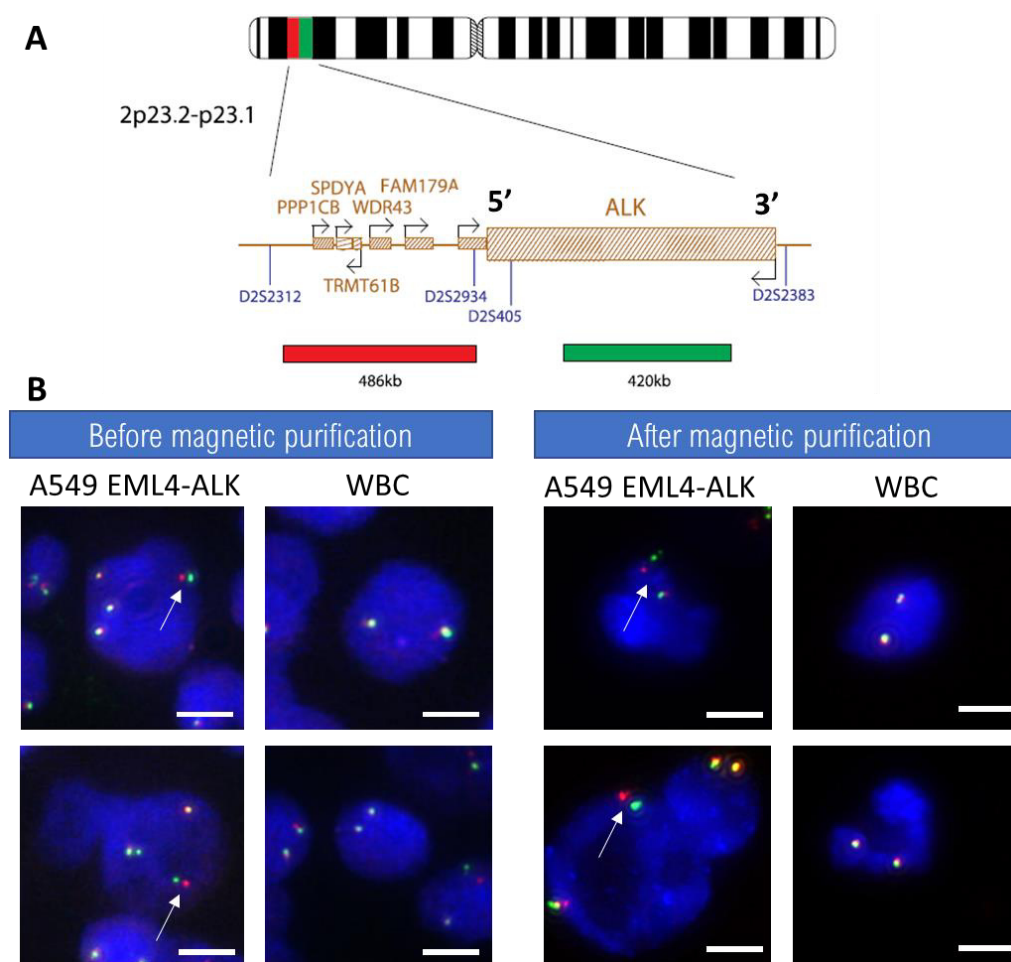 A
2p23.2-p23.1
SPDYA FAM179A
PPP1CB WDR43
5’ ALK 3’
TRMT61B
D2S2312 D2S2934 D2S2383
D2S405
486kb 420kb
B
Before magnetic purification After magnetic purification
A549 EML4-ALK WBC A549 EML4-ALK WBC